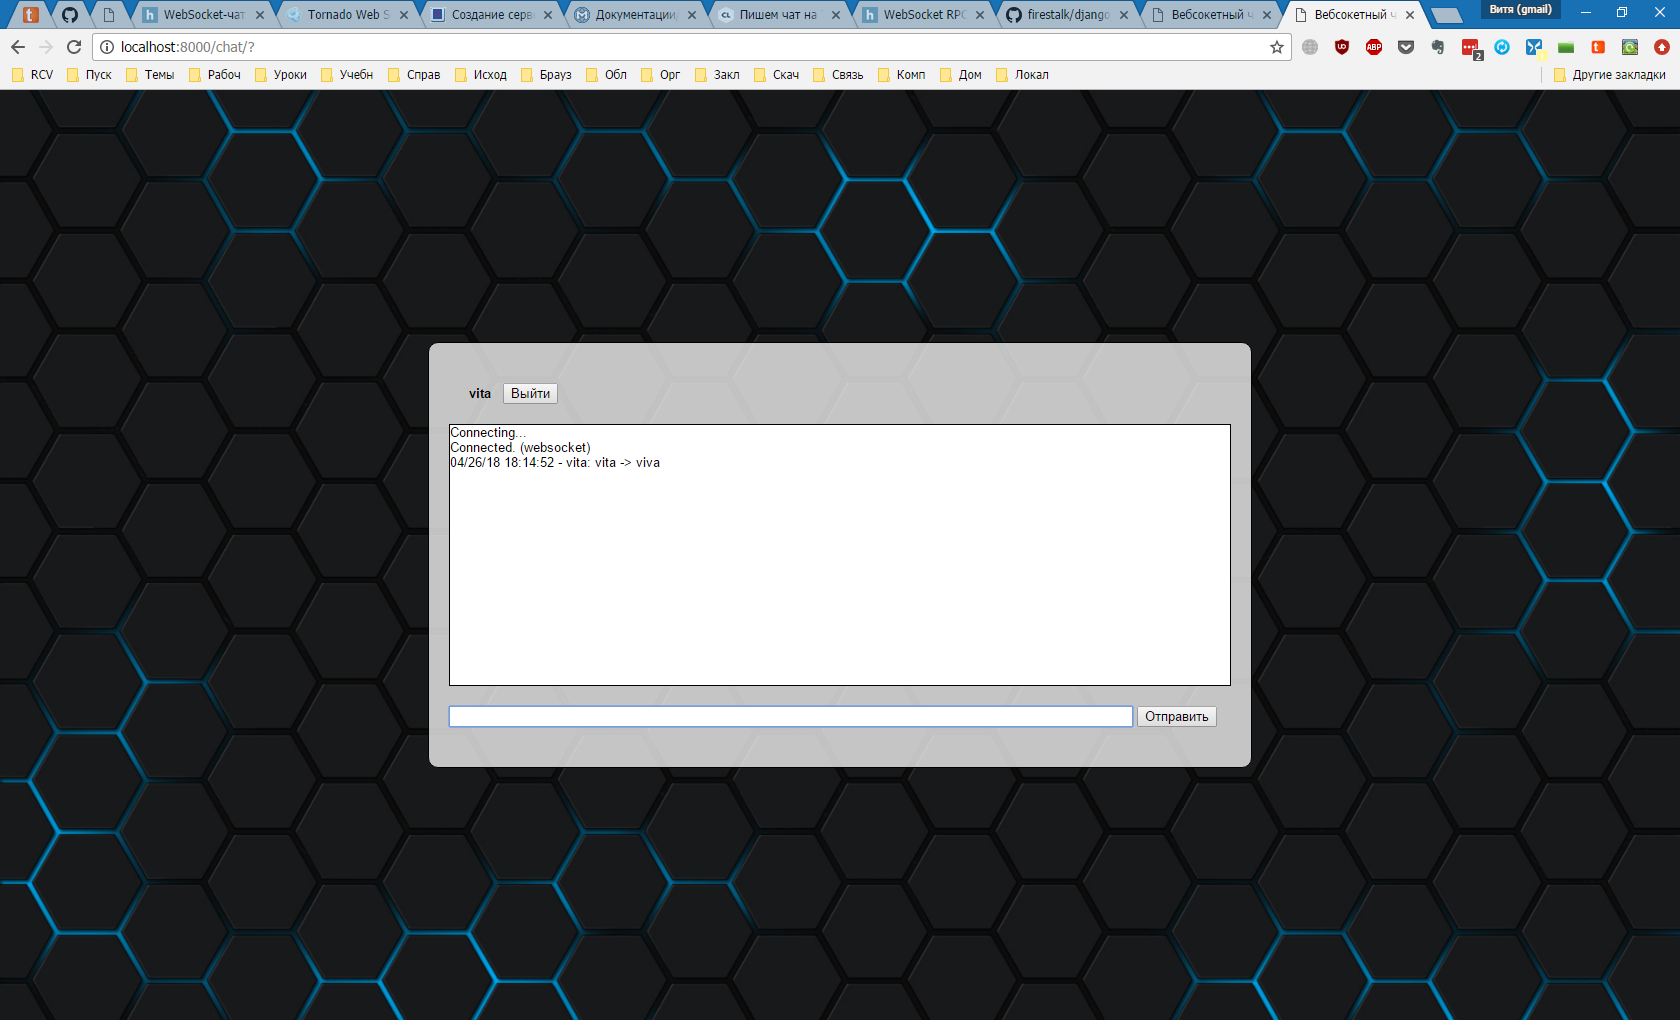 WebSocket-чат
Tornado Web S
Создание серв
Документации
Пишем чат на
WebSocket RPC
firestalk/django
Вебсокетный ч
Вебсокетный ч
Витя (gmail)
localhost:8000/chat/?
2
RCV
Пуск
Темы
Рабоч
Уроки
Учебн
Справ
Исход
Брауз
Обл
Орг
Закл
Скач
Связь
Комп
Дом
Локал
Другие закладки
vita
Выйти
Connecting...
Connected. (websocket)
04/26/18 18:14:52 - vita: vita -> viva
Отправить